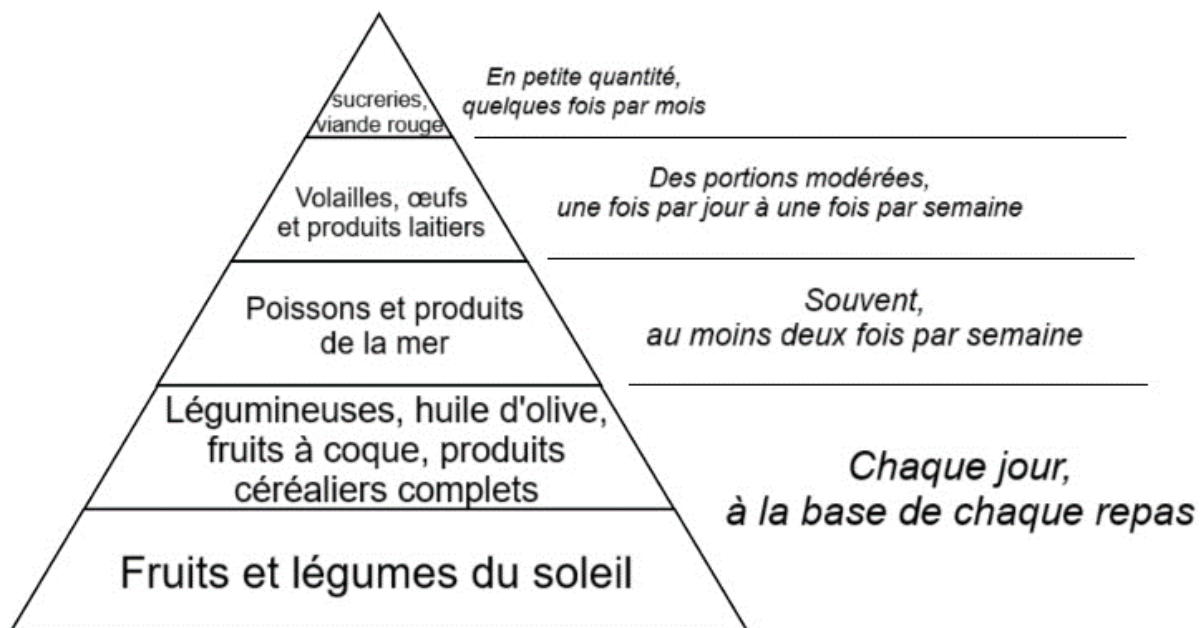 sucreries,
viande rouge
En petite quantité,
quelques fois par mois
Volailles, œufs
et produits laitiers
Des portions modérées,
une fois par jour à une fois par semaine
Poissons et produits
de la mer
Souvent,
au moins deux fois par semaine
Légumineuses, huile d'olive,
fruits à coque, produits
céréaliers complets
Chaque jour,
à la base de chaque repas
Fruits et légumes du soleil